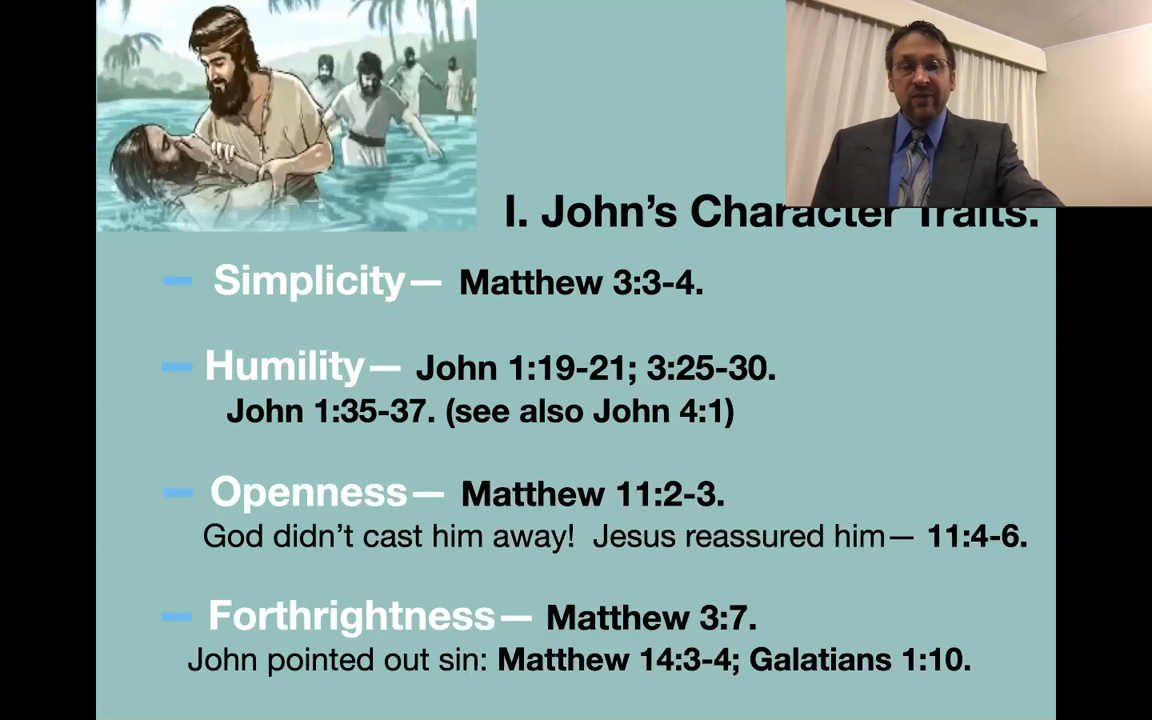 I. John's Character Traits.
– Simplicity— Matthew 3:3-4.
– Humility— John 1:19-21; 3:25-30.
John 1:35-37. (see also John 4:1)
– Openness— Matthew 11:2-3.
God didn't cast him away!  Jesus reassured him— 11:4-6.
– Forthrightness— Matthew 3:7.
John pointed out sin: Matthew 14:3-4; Galatians 1:10.